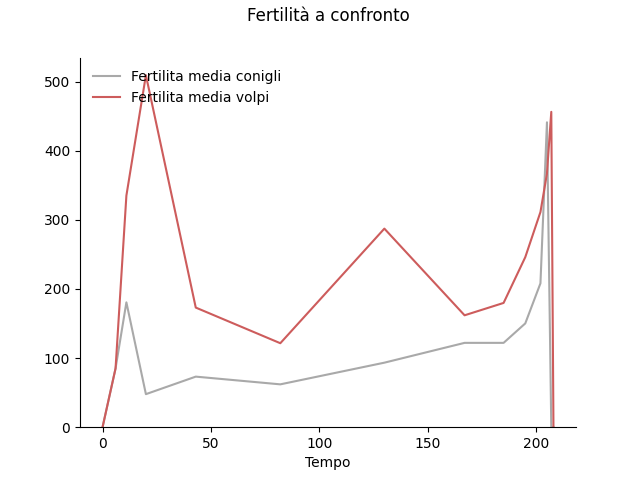 Fertilità a confronto
Fertilita media conigli
Fertilita media volpi
500
400
300
200
100
0
0 50 100 150 200
Tempo